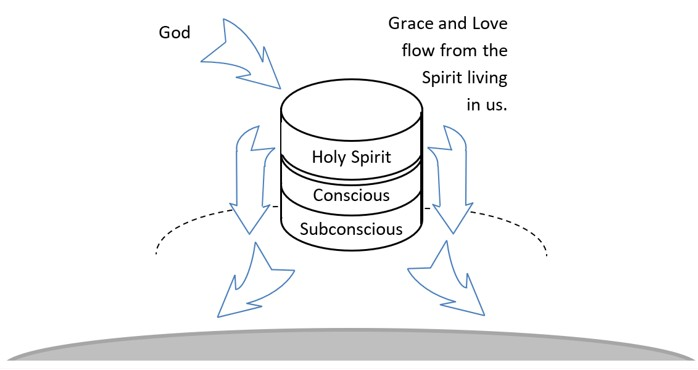 God
Grace and Love
flow from the
Spirit living
in us.
Holy Spirit
Conscious
Subconscious